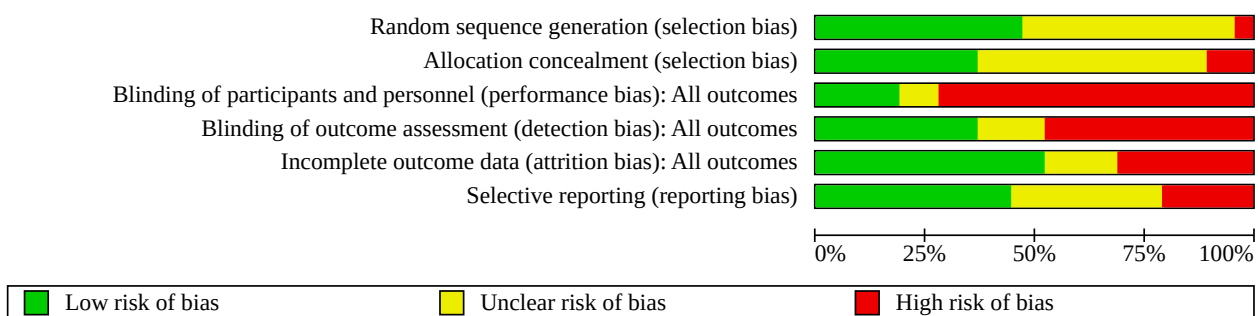 Random sequence generation (selection bias)
Allocation concealment (selection bias)
Blinding of participants and personnel (performance bias): All outcomes
Blinding of outcome assessment (detection bias): All outcomes
Incomplete outcome data (attrition bias): All outcomes
Selective reporting (reporting bias)
0% 25% 50% 75% 100%
Low risk of bias Unclear risk of bias High risk of bias